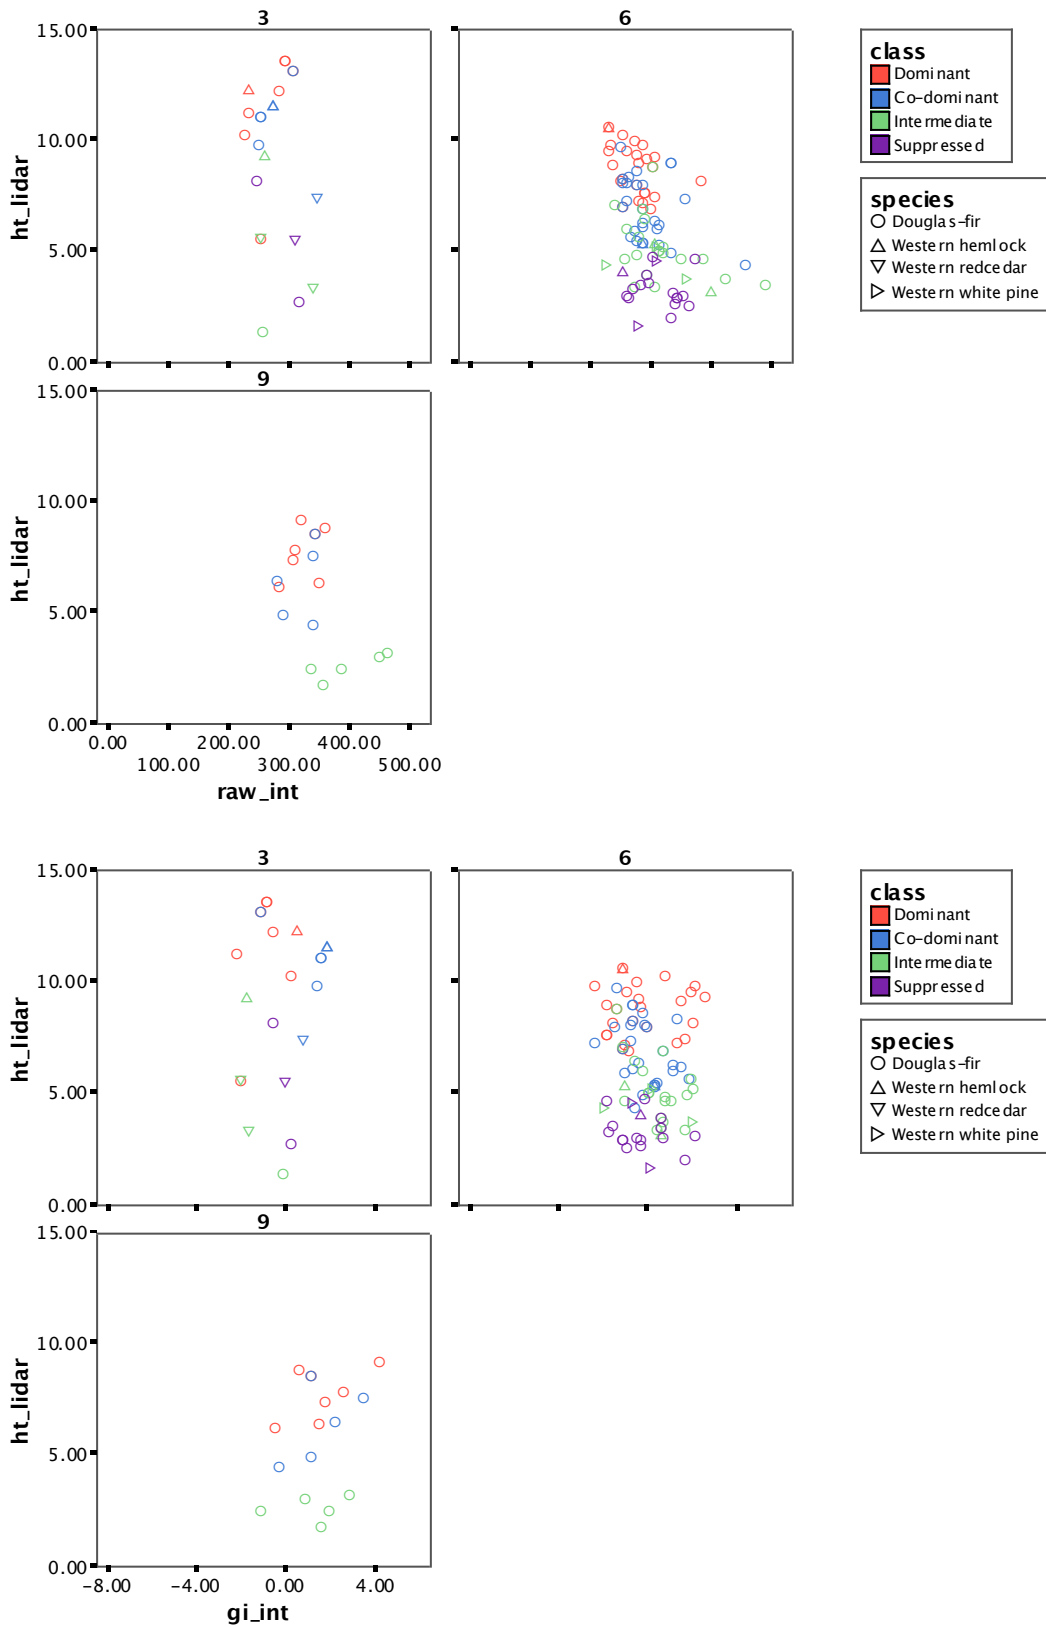 3
6
15.00
10.00
5.00
0.00
ht_lidar
class
Dominant
Co-dominant
Intermediate
Suppressed
species
Douglas-fir
Western hemlock
Western redcedar
Western white pine
9
15.00
10.00
5.00
0.00
ht_lidar
0.00 200.00 400.00
100.00 300.00 500.00
raw_int
3
6
15.00
10.00
5.00
0.00
ht_lidar
class
Dominant
Co-dominant
Intermediate
Suppressed
species
Douglas-fir
Western hemlock
Western redcedar
Western white pine
9
15.00
10.00
5.00
0.00
ht_lidar
-8.00 -4.00 0.00 4.00
gi_int